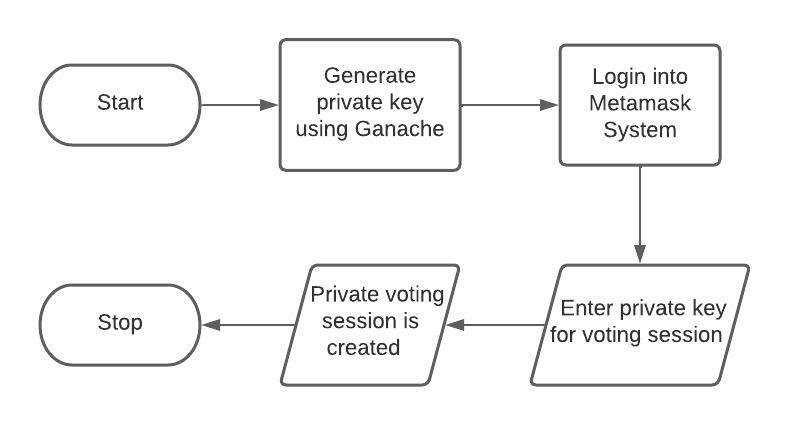 Start
Generate
private key
using Ganache
Login into
Metamask
System
Enter private key
for voting session
Private voting
session is
created
Stop